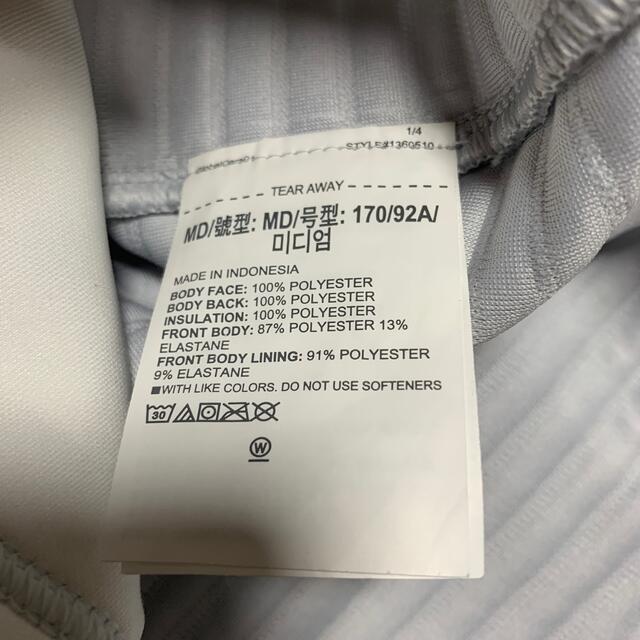 1/4
STYLE#1360510
TEAR AWAY
MD/號型: MD/号型: 170/92A/
미디엄
MADE IN INDONESIA
BODY FACE: 100% POLYESTER
BODY BACK: 100% POLYESTER
INSULATION: 100% POLYESTER
FRONT BODY: 87% POLYESTER 13%
ELASTANE
FRONT BODY LINING: 91% POLYESTER
9% ELASTANE
■WITH LIKE COLORS. DO NOT USE SOFTENERS
30
W